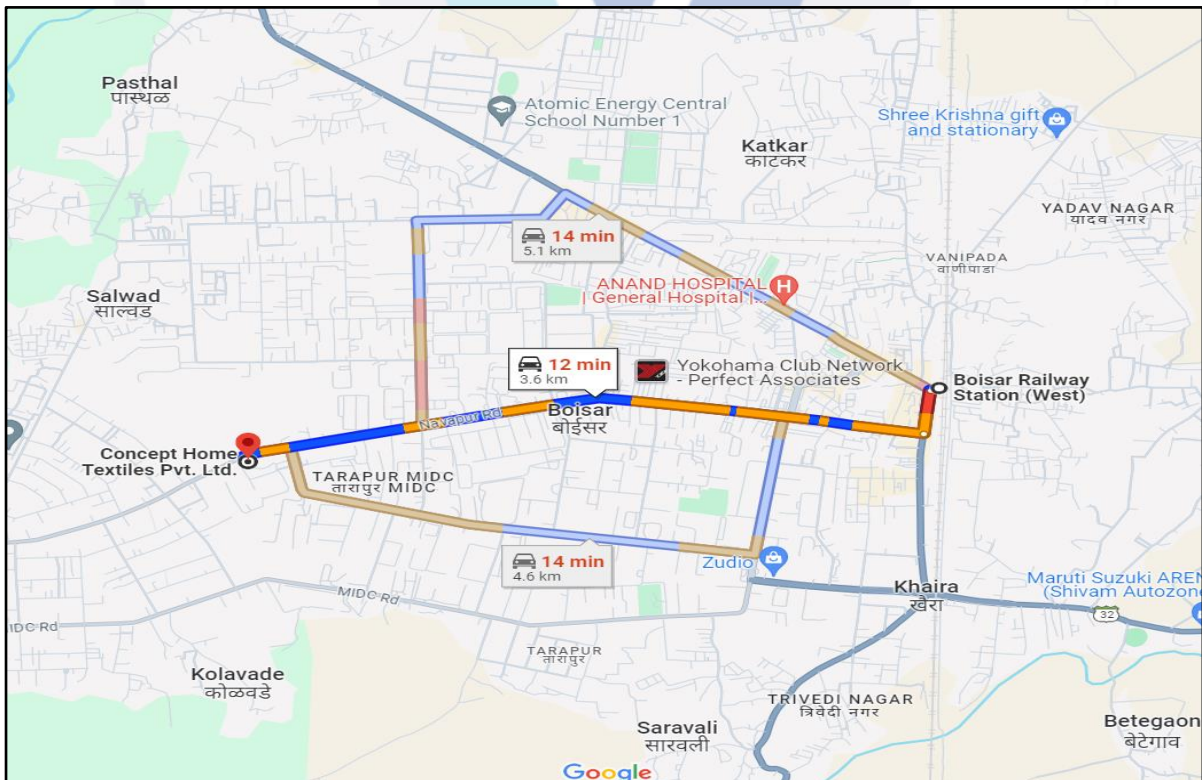 Pasthal
पास्थळ
Atomic Energy Central
School Number 1
Katkar
काटकर
Shree Krishna gift
and stationary
YADAV NAGAR
यादव नगर
14 min
5.1 km
VANIPADA
वाणीपाडा
ANAND HOSPITAL
| General Hospital |...
Salwad
साल्वड
12 min
3.6 km
Yokohama Club Network
- Perfect Associates
Boisar Railway
Station (West)
Navapur Rd
Boisar
बोईसर
Concept Home
Textiles Pvt. Ltd.
TARAPUR MIDC
तारापुर MIDC
14 min
4.6 km
Zudio
Khaira
खैरा
Maruti Suzuki AREN
(Shivam Autozone
32
MIDC Rd
IDC Rd
TARAPUR
तारापुर
Kolavade
कोळवडे
TRIVEDI NAGAR
त्रिवेदी नगर
Saravali
सारवली
Betegaon
बेटेगाव
Google